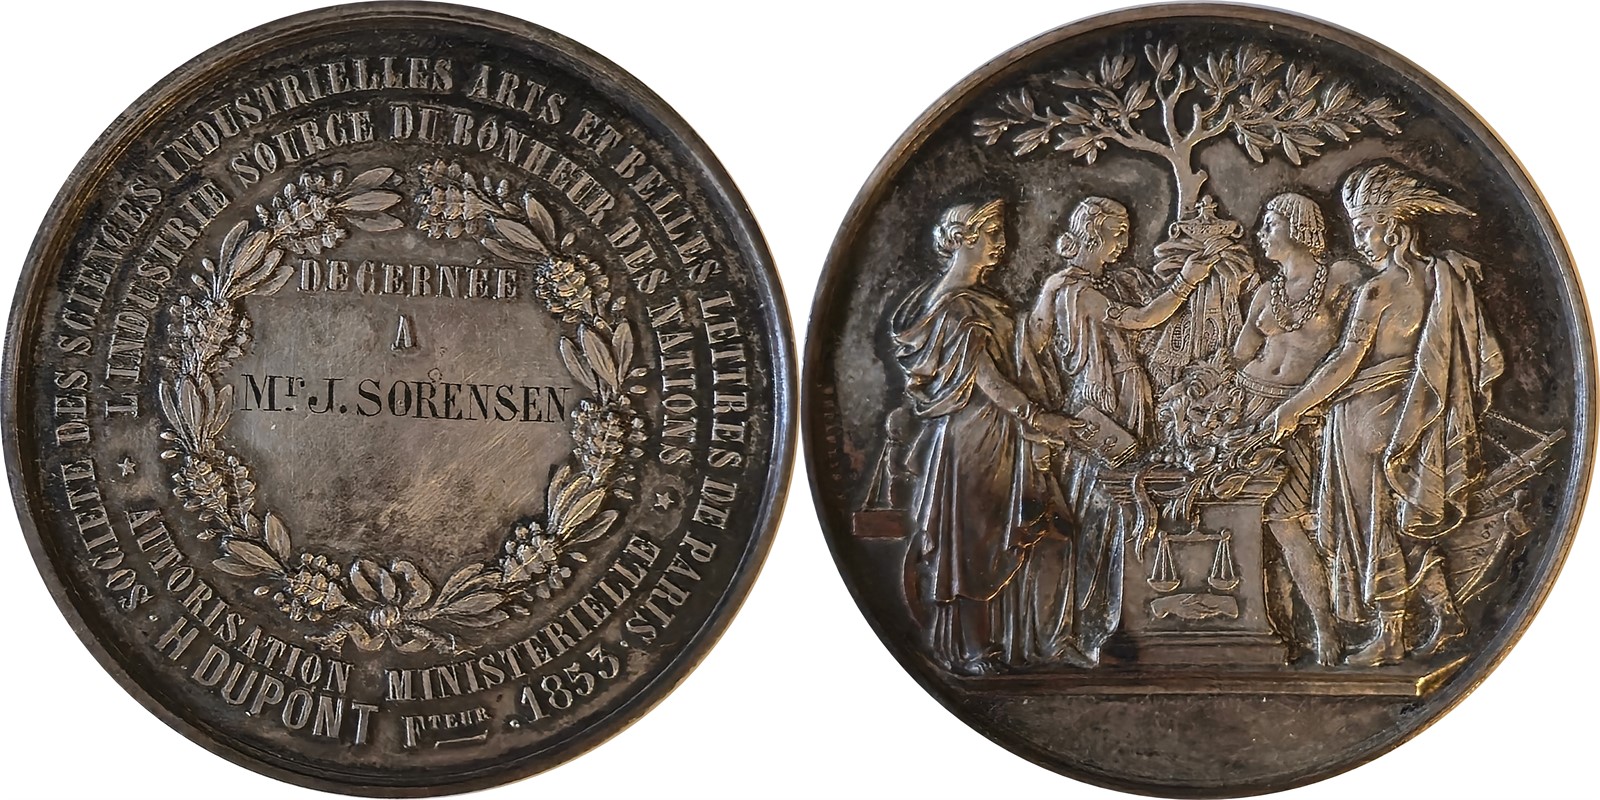 SOCIETE DES SCIENCES INDUSTRIELLES ARTS ET BELLES LETTRES DE PARIS.
· H. DUPONT FTEUR .1853.
L'INDUSTRIE SOURCE DU BONHEUR DES NATIONS
★ AUTORISATION MINISTERIELLE ★
DECERNÉE
A
Mr J. SORENSEN